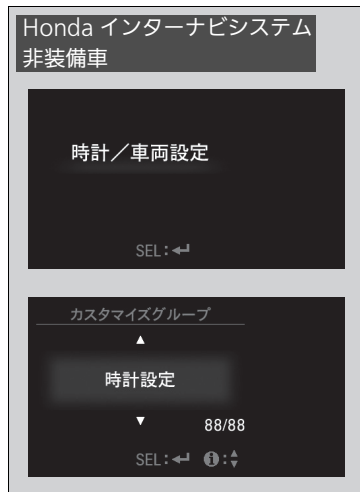 Honda インターナビシステム
非装備車
時計／車両設定
SEL:↵
カスタマイズグループ
▲
時計設定
▼
88/88
SEL:↵ ℹ:▲▼